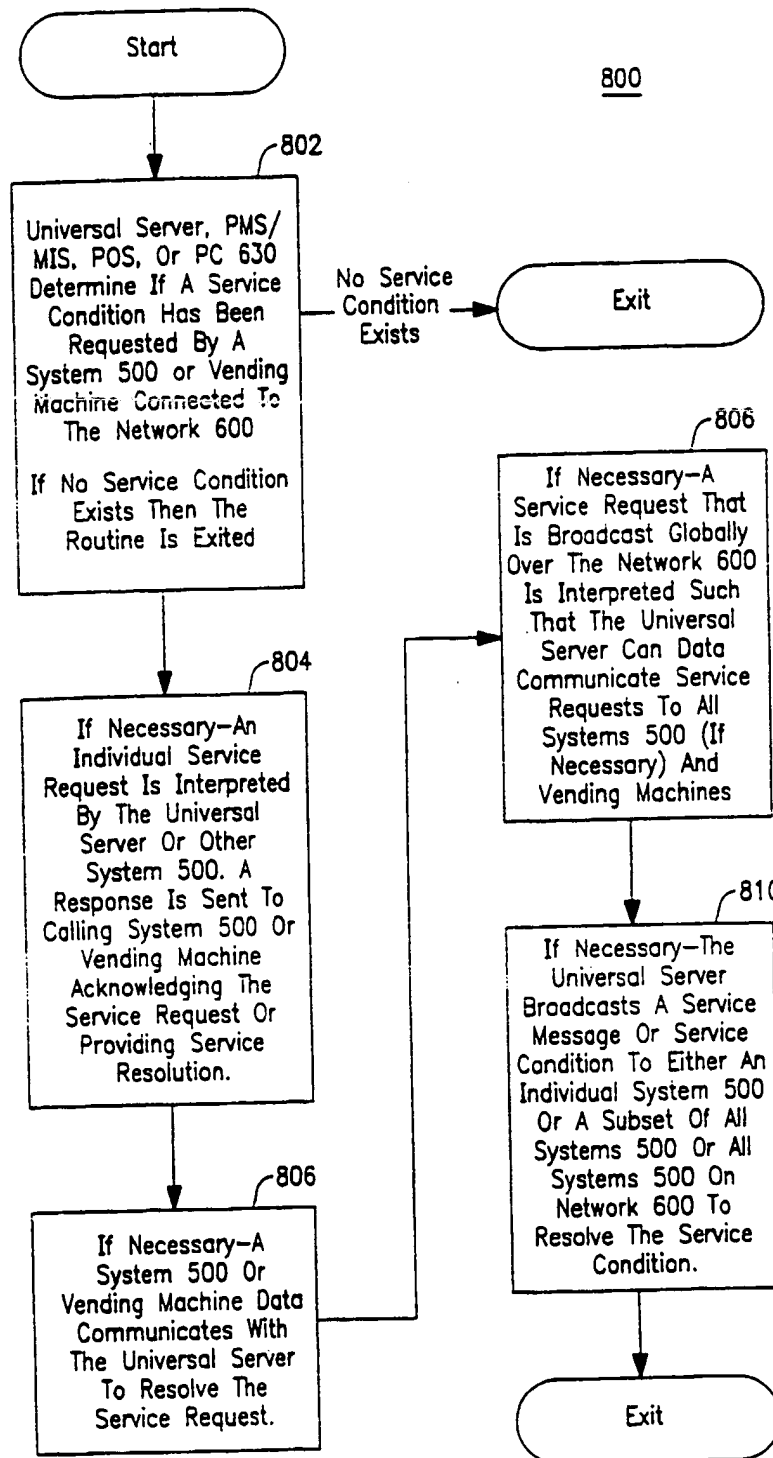 Start
800
802
Universal Server, PMS/
MIS, POS, Or PC 630
Determine If A Service
Condition Has Been
Requested By A
System 500 or Vending
Machine Connected To
The Network 600
If No Service Condition
Exists Then The
Routine Is Exited
No Service
Condition
Exists
Exit
804
If Necessary-An
Individual Service
Request Is Interpreted
By The Universal
Server Or Other
System 500. A
Response Is Sent To
Calling System 500 Or
Vending Machine
Acknowledging The
Service Request Or
Providing Service
Resolution.
806
If Necessary-A
System 500 Or
Vending Machine Data
Communicates With
The Universal Server
To Resolve The
Service Request.
806
If Necessary-A
Service Request That
Is Broadcast Globally
Over The Network 600
Is Interpreted Such
That The Universal
Server Can Data
Communicate Service
Requests To All
Systems 500 (If
Necessary) And
Vending Machines
810
If Necessary-The
Universal Server
Broadcasts A Service
Message Or Service
Condition To Either An
Individual System 500
Or A Subset Of All
Systems 500 Or All
Systems 500 On
Network 600 To
Resolve The Service
Condition.
Exit